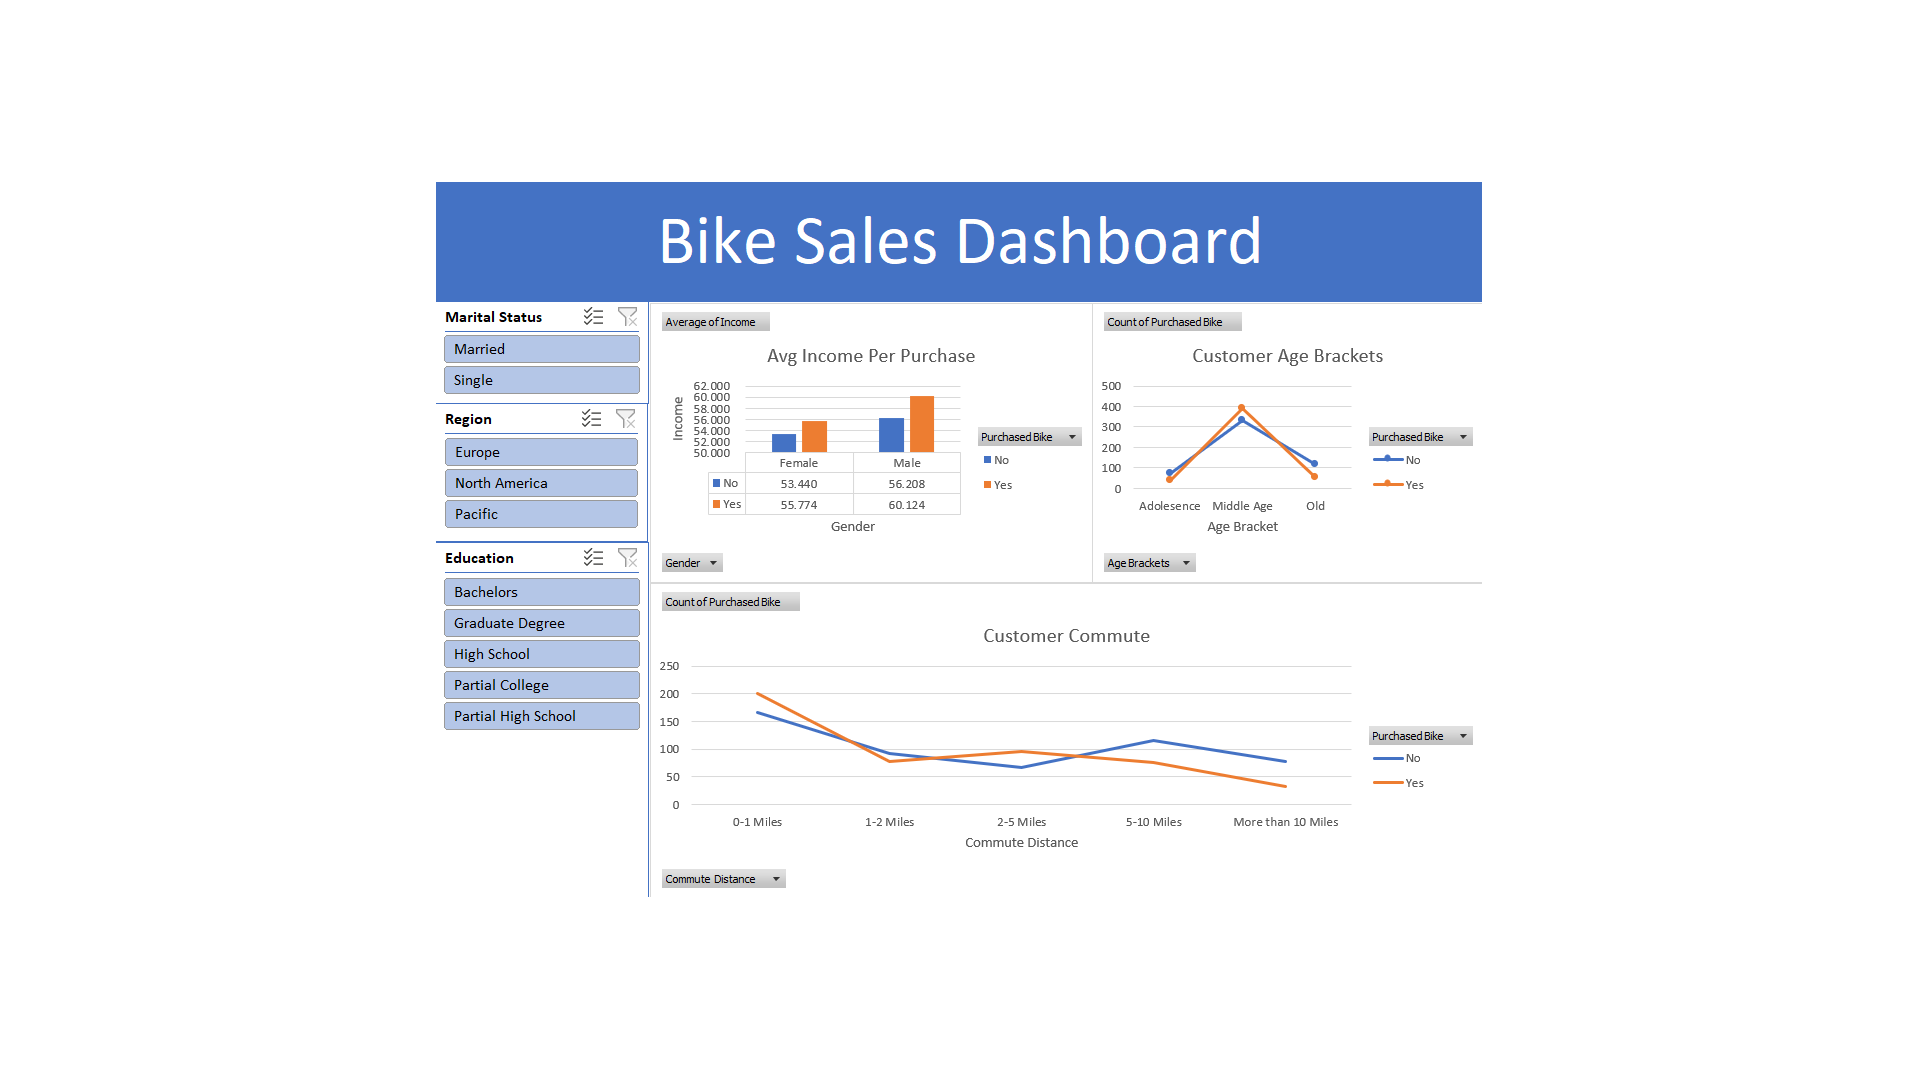 Bike Sales Dashboard
Marital Status
Married
Single
Region
Europe
North America
Pacific
Education
Bachelors
Graduate Degree
High School
Partial College
Partial High School
Average of Income
Avg Income Per Purchase
62.000
60.000
58.000
56.000
54.000
52.000
50.000
Income
Female Male
No 53.440 56.208
Yes 55.774 60.124
Gender
Purchased Bike
No
Yes
Gender
Count of Purchased Bike
Customer Age Brackets
500
400
300
200
100
0
Adolesence Middle Age Old
Age Bracket
Purchased Bike
No
Yes
Age Brackets
Count of Purchased Bike
Customer Commute
250
200
150
100
50
0
0-1 Miles 1-2 Miles 2-5 Miles 5-10 Miles More than 10 Miles
Commute Distance
Purchased Bike
No
Yes
Commute Distance